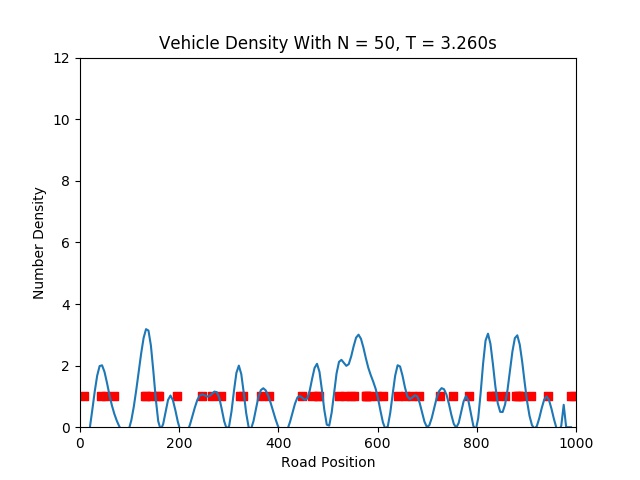 Vehicle Density With N = 50, T = 3.260s
12
10
8
6
4
2
0
Number Density
0 200 400 600 800 1000
Road Position